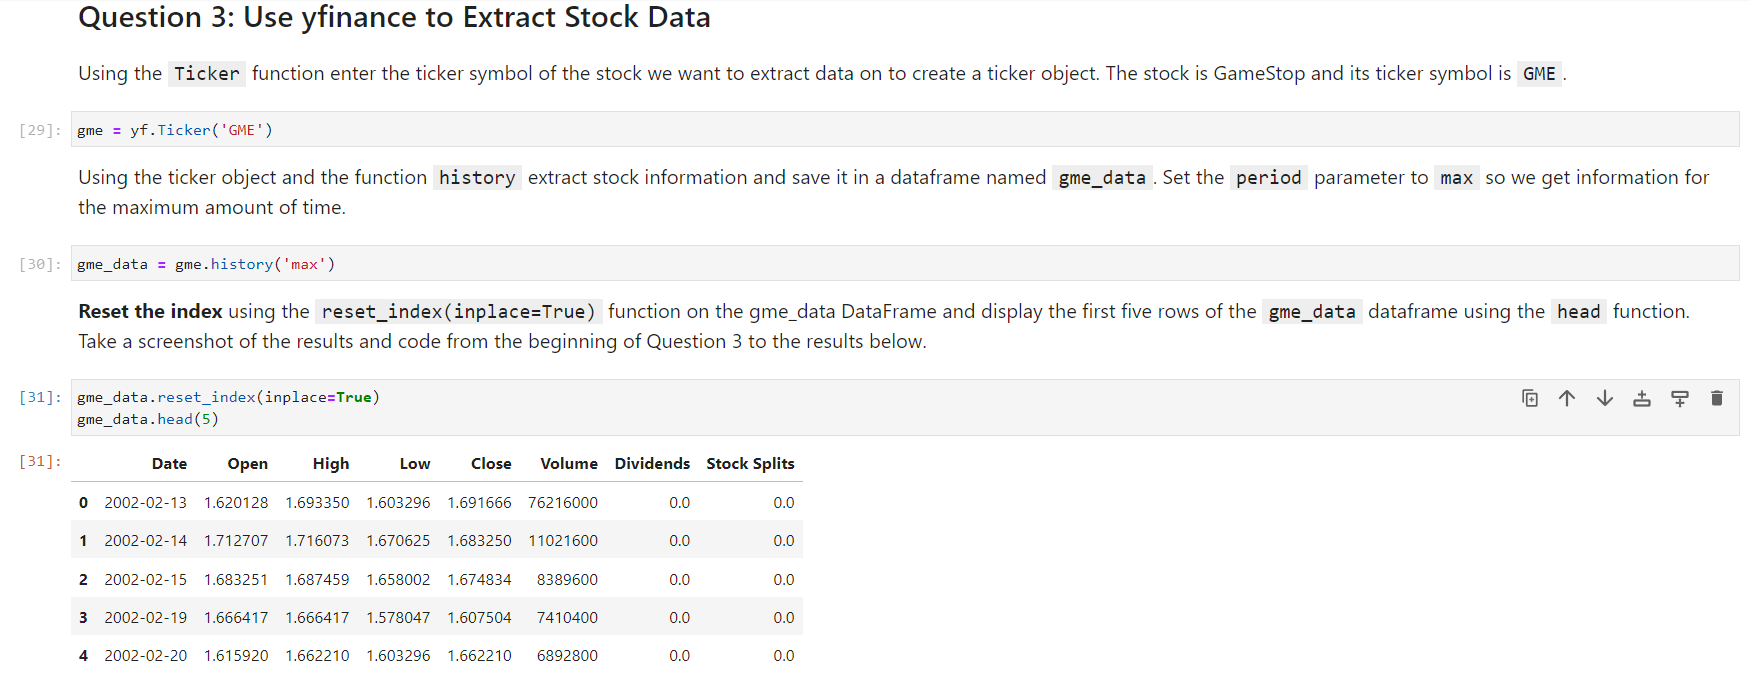 Question 3: Use yfinance to Extract Stock Data
Using the Ticker function enter the ticker symbol of the stock we want to extract data on to create a ticker object. The stock is GameStop and its ticker symbol is GME .
[29]: gme = yf.Ticker('GME')
Using the ticker object and the function history extract stock information and save it in a dataframe named gme_data . Set the period parameter to max so we get information for
the maximum amount of time.
[30]: gme_data = gme.history('max')
Reset the index using the reset_index(inplace=True) function on the gme_data DataFrame and display the first five rows of the gme_data dataframe using the head function.
Take a screenshot of the results and code from the beginning of Question 3 to the results below.
[31]: gme_data.reset_index(inplace=True)
gme_data.head(5)
[31]: Date Open High Low Close Volume Dividends Stock Splits
0 2002-02-13 1.620128 1.693350 1.603296 1.691666 76216000 0.0 0.0
1 2002-02-14 1.712707 1.716073 1.670625 1.683250 11021600 0.0 0.0
2 2002-02-15 1.683251 1.687459 1.658002 1.674834 8389600 0.0 0.0
3 2002-02-19 1.666417 1.666417 1.578047 1.607504 7410400 0.0 0.0
4 2002-02-20 1.615920 1.662210 1.603296 1.662210 6892800 0.0 0.0